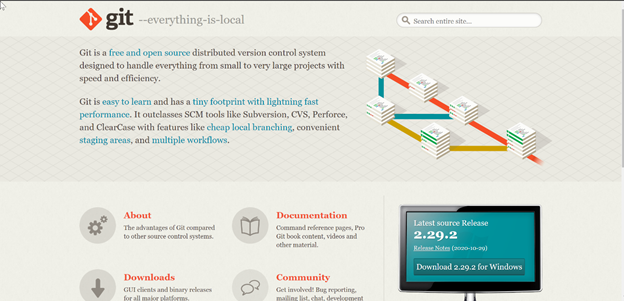 git --everything-is-local
Search entire site...
Git is a free and open source distributed version control system
designed to handle everything from small to very large projects with
speed and efficiency.
Git is easy to learn and has a tiny footprint with lightning fast
performance. It outclasses SCM tools like Subversion, CVS, Perforce,
and ClearCase with features like cheap local branching, convenient
staging areas, and multiple workflows.
About
The advantages of Git compared
to other source control systems.
Documentation
Command reference pages, Pro
Git book content, videos and
other material.
Latest source Release
2.29.2
Release Notes (2020-10-29)
Download 2.29.2 for Windows
Downloads
GUI clients and binary releases
for all major platforms.
Community
Get involved! Bug reporting,
mailing list, chat, development